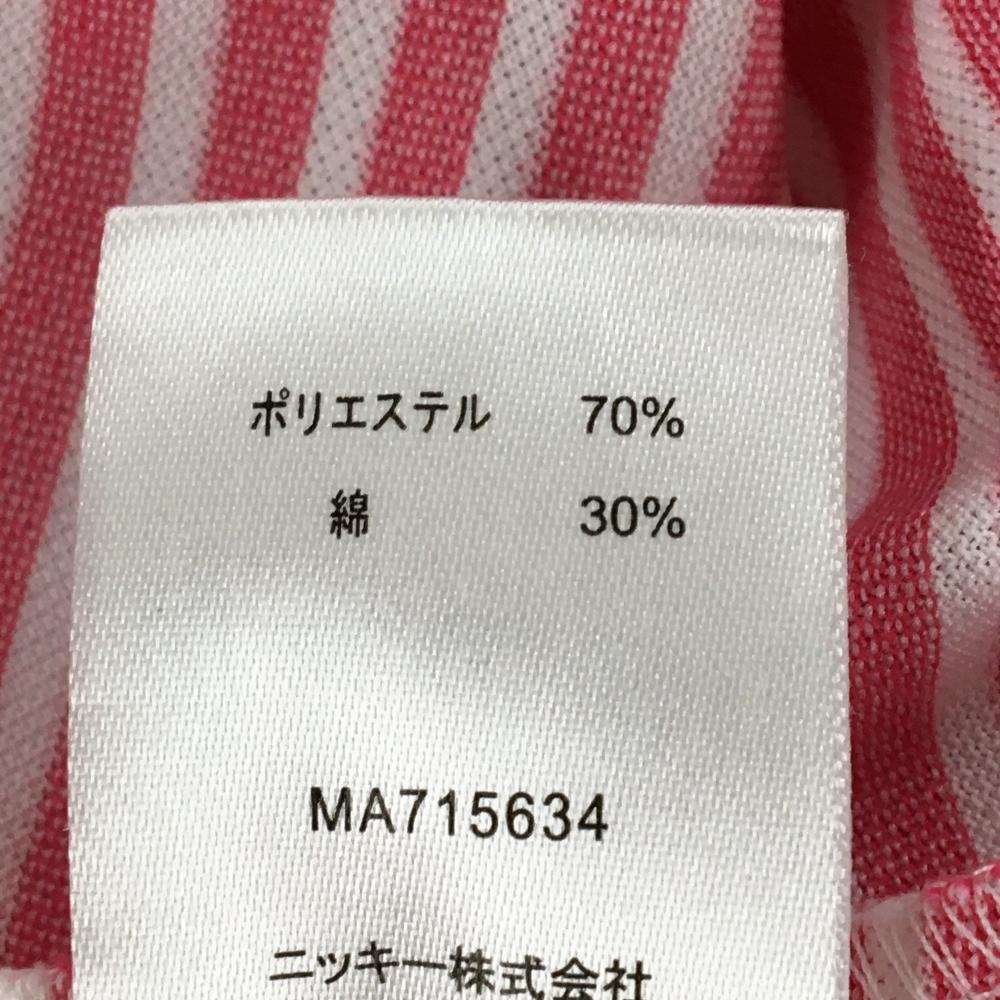 ポリエステル 70%
綿 30%
MA715634
ニッキー株式会社